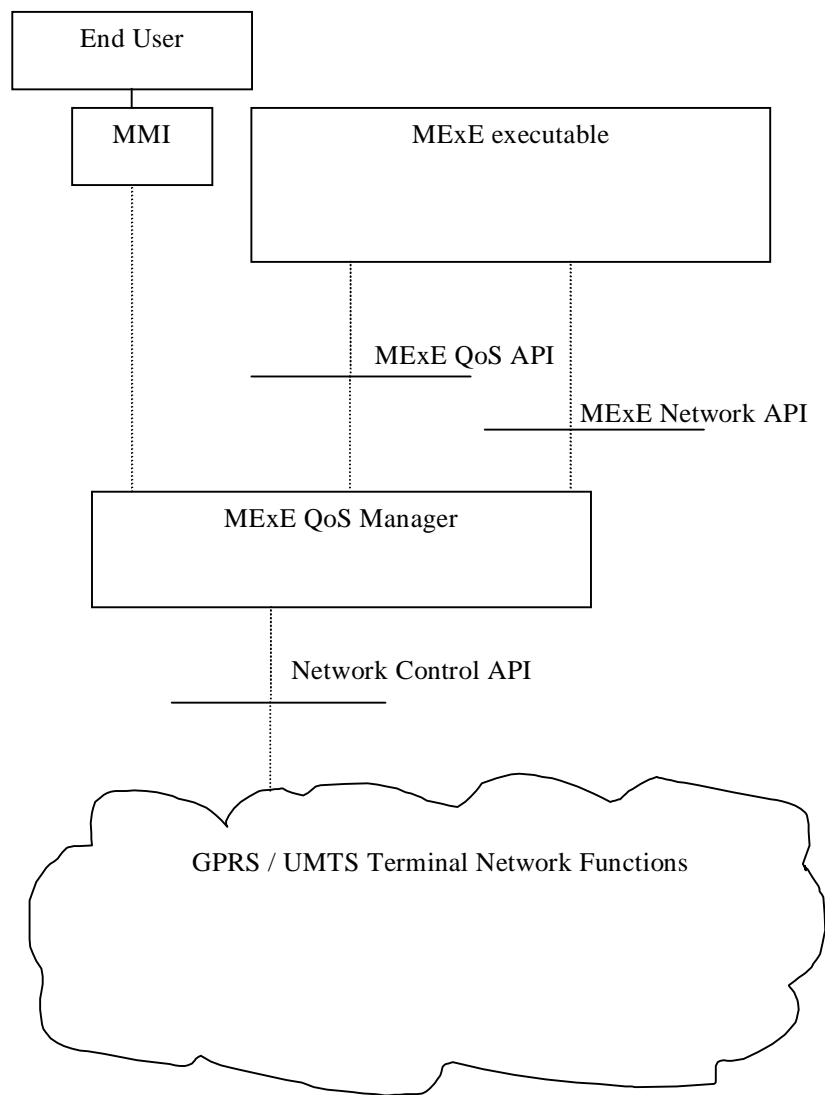 End User
MMI
MExE executable
MExE QoS API
MExE Network API
MExE QoS Manager
Network Control API
GPRS / UMTS Terminal Network Functions